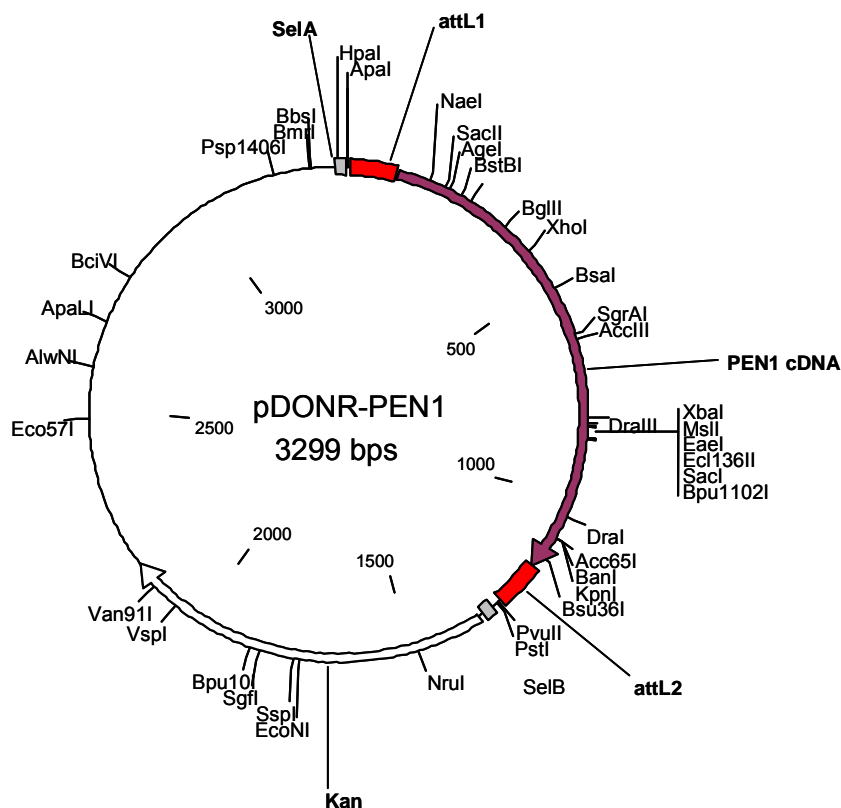 SelA
attL1
HpaI
ApaI
NaeI
SacII
AgeI
BstBI
BglII
XhoI
BsaI
SgrAI
AccIII
PEN1 cDNA
XbaI
DraIII
MslI
EaeI
Ecl136II
SacI
Bpu1102I
DraI
Acc65I
BanI
KpnI
Bsu36I
PvuII
PstI
SelB
attL2
NruI
Kan
EcoNI
SspI
SgfI
Bpu10I
VspI
Van91I
Eco57I
AlwNI
ApaLI
BciVI
Psp1406I
BmrI
BbsI
500
1000
1500
2000
2500
3000
pDONR-PEN1
3299 bps